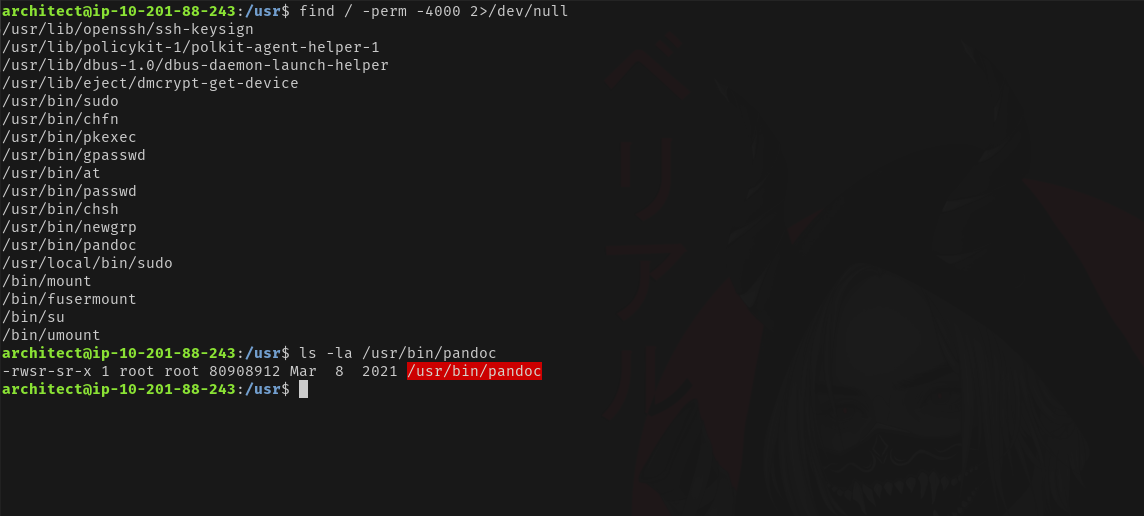 architect@ip-10-201-88-243:/usr$ find / -perm -4000 2>/dev/null
/usr/lib/openssh/ssh-keysign
/usr/lib/policykit-1/polkit-agent-helper-1
/usr/lib/dbus-1.0/dbus-daemon-launch-helper
/usr/lib/eject/dmcrypt-get-device
/usr/bin/sudo
/usr/bin/chfn
/usr/bin/pkexec
/usr/bin/gpasswd
/usr/bin/at
/usr/bin/passwd
/usr/bin/chsh
/usr/bin/newgrp
/usr/bin/pandoc
/usr/local/bin/sudo
/bin/mount
/bin/fusermount
/bin/su
/bin/umount
architect@ip-10-201-88-243:/usr$ ls -la /usr/bin/pandoc
-rwsr-sr-x 1 root root 80908912 Mar  8  2021 /usr/bin/pandoc
architect@ip-10-201-88-243:/usr$
ベリアル